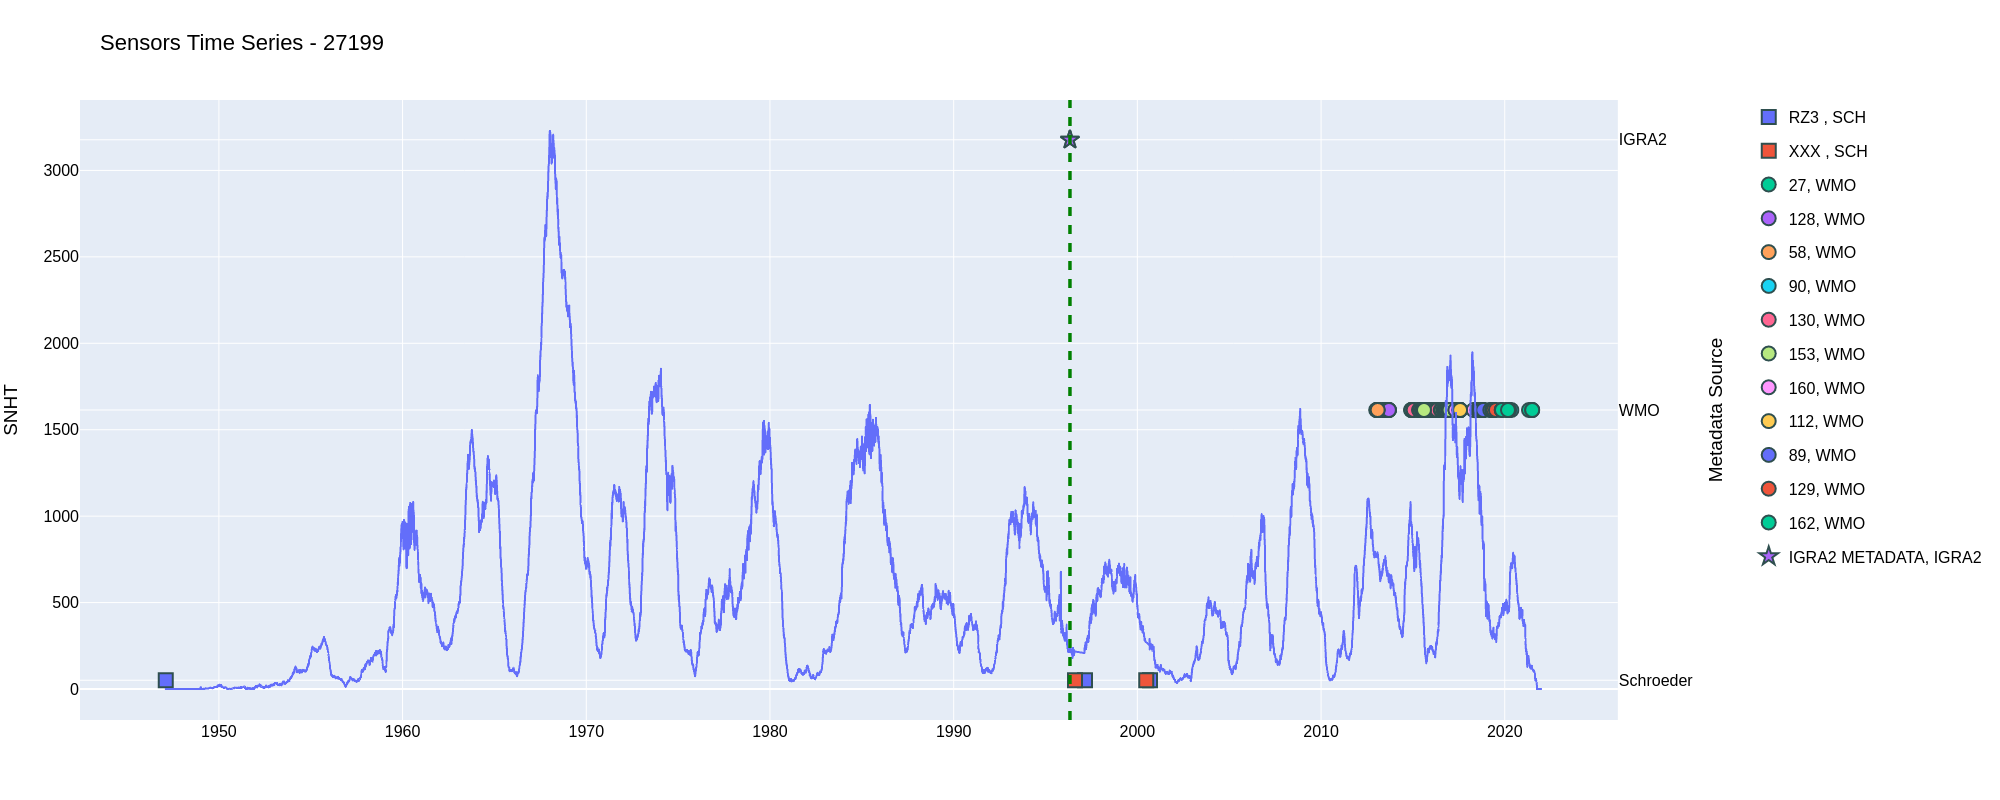 Sensors Time Series - 27199
SNHT
3000
2500
2000
1500
1000
500
0
1950
1960
1970
1980
1990
2000
2010
2020
IGRA2
WMO
Schroeder
Metadata Source
RZ3 , SCH
XXX , SCH
27, WMO
128, WMO
58, WMO
90, WMO
130, WMO
153, WMO
160, WMO
112, WMO
89, WMO
129, WMO
162, WMO
IGRA2 METADATA, IGRA2